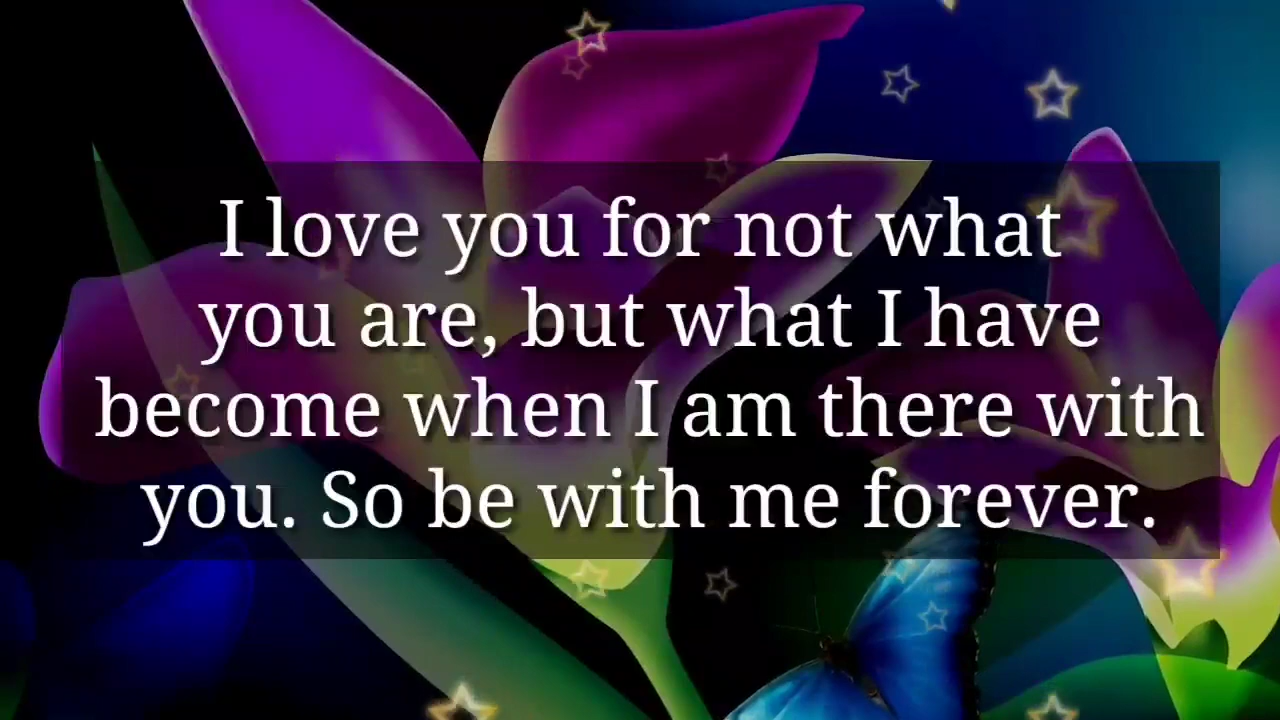 I love you for not what
you are, but what I have
become when I am there with
you. So be with me forever.